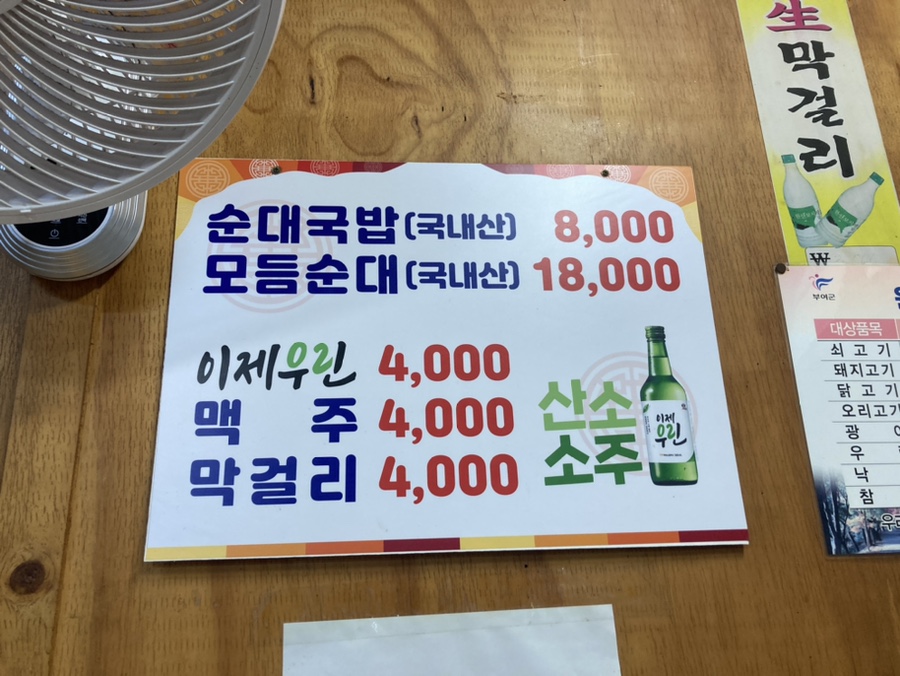 순대국밥(국내산) 8,000
모듬순대(국내산) 18,000
이제우린 4,000
맥주 4,000
막걸리 4,000
산소
소주
이제
우린
生막걸리
₩
부여군
대상품목
쇠고기
돼지고기
닭고기
오리고기
광
우
낙
참
우리